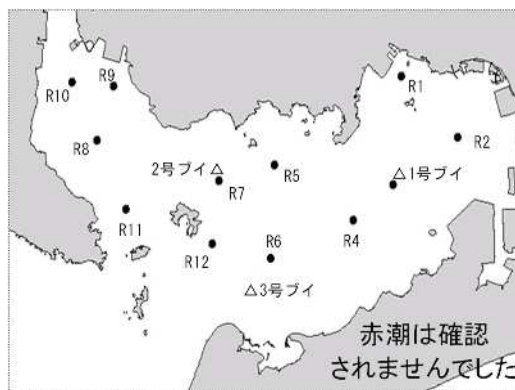 R9
R10
R1
R8
R2
2号ブイ△
R5
△1号ブイ
R7
R11
R4
R12
R6
△3号ブイ
赤潮は確認
されませんでした